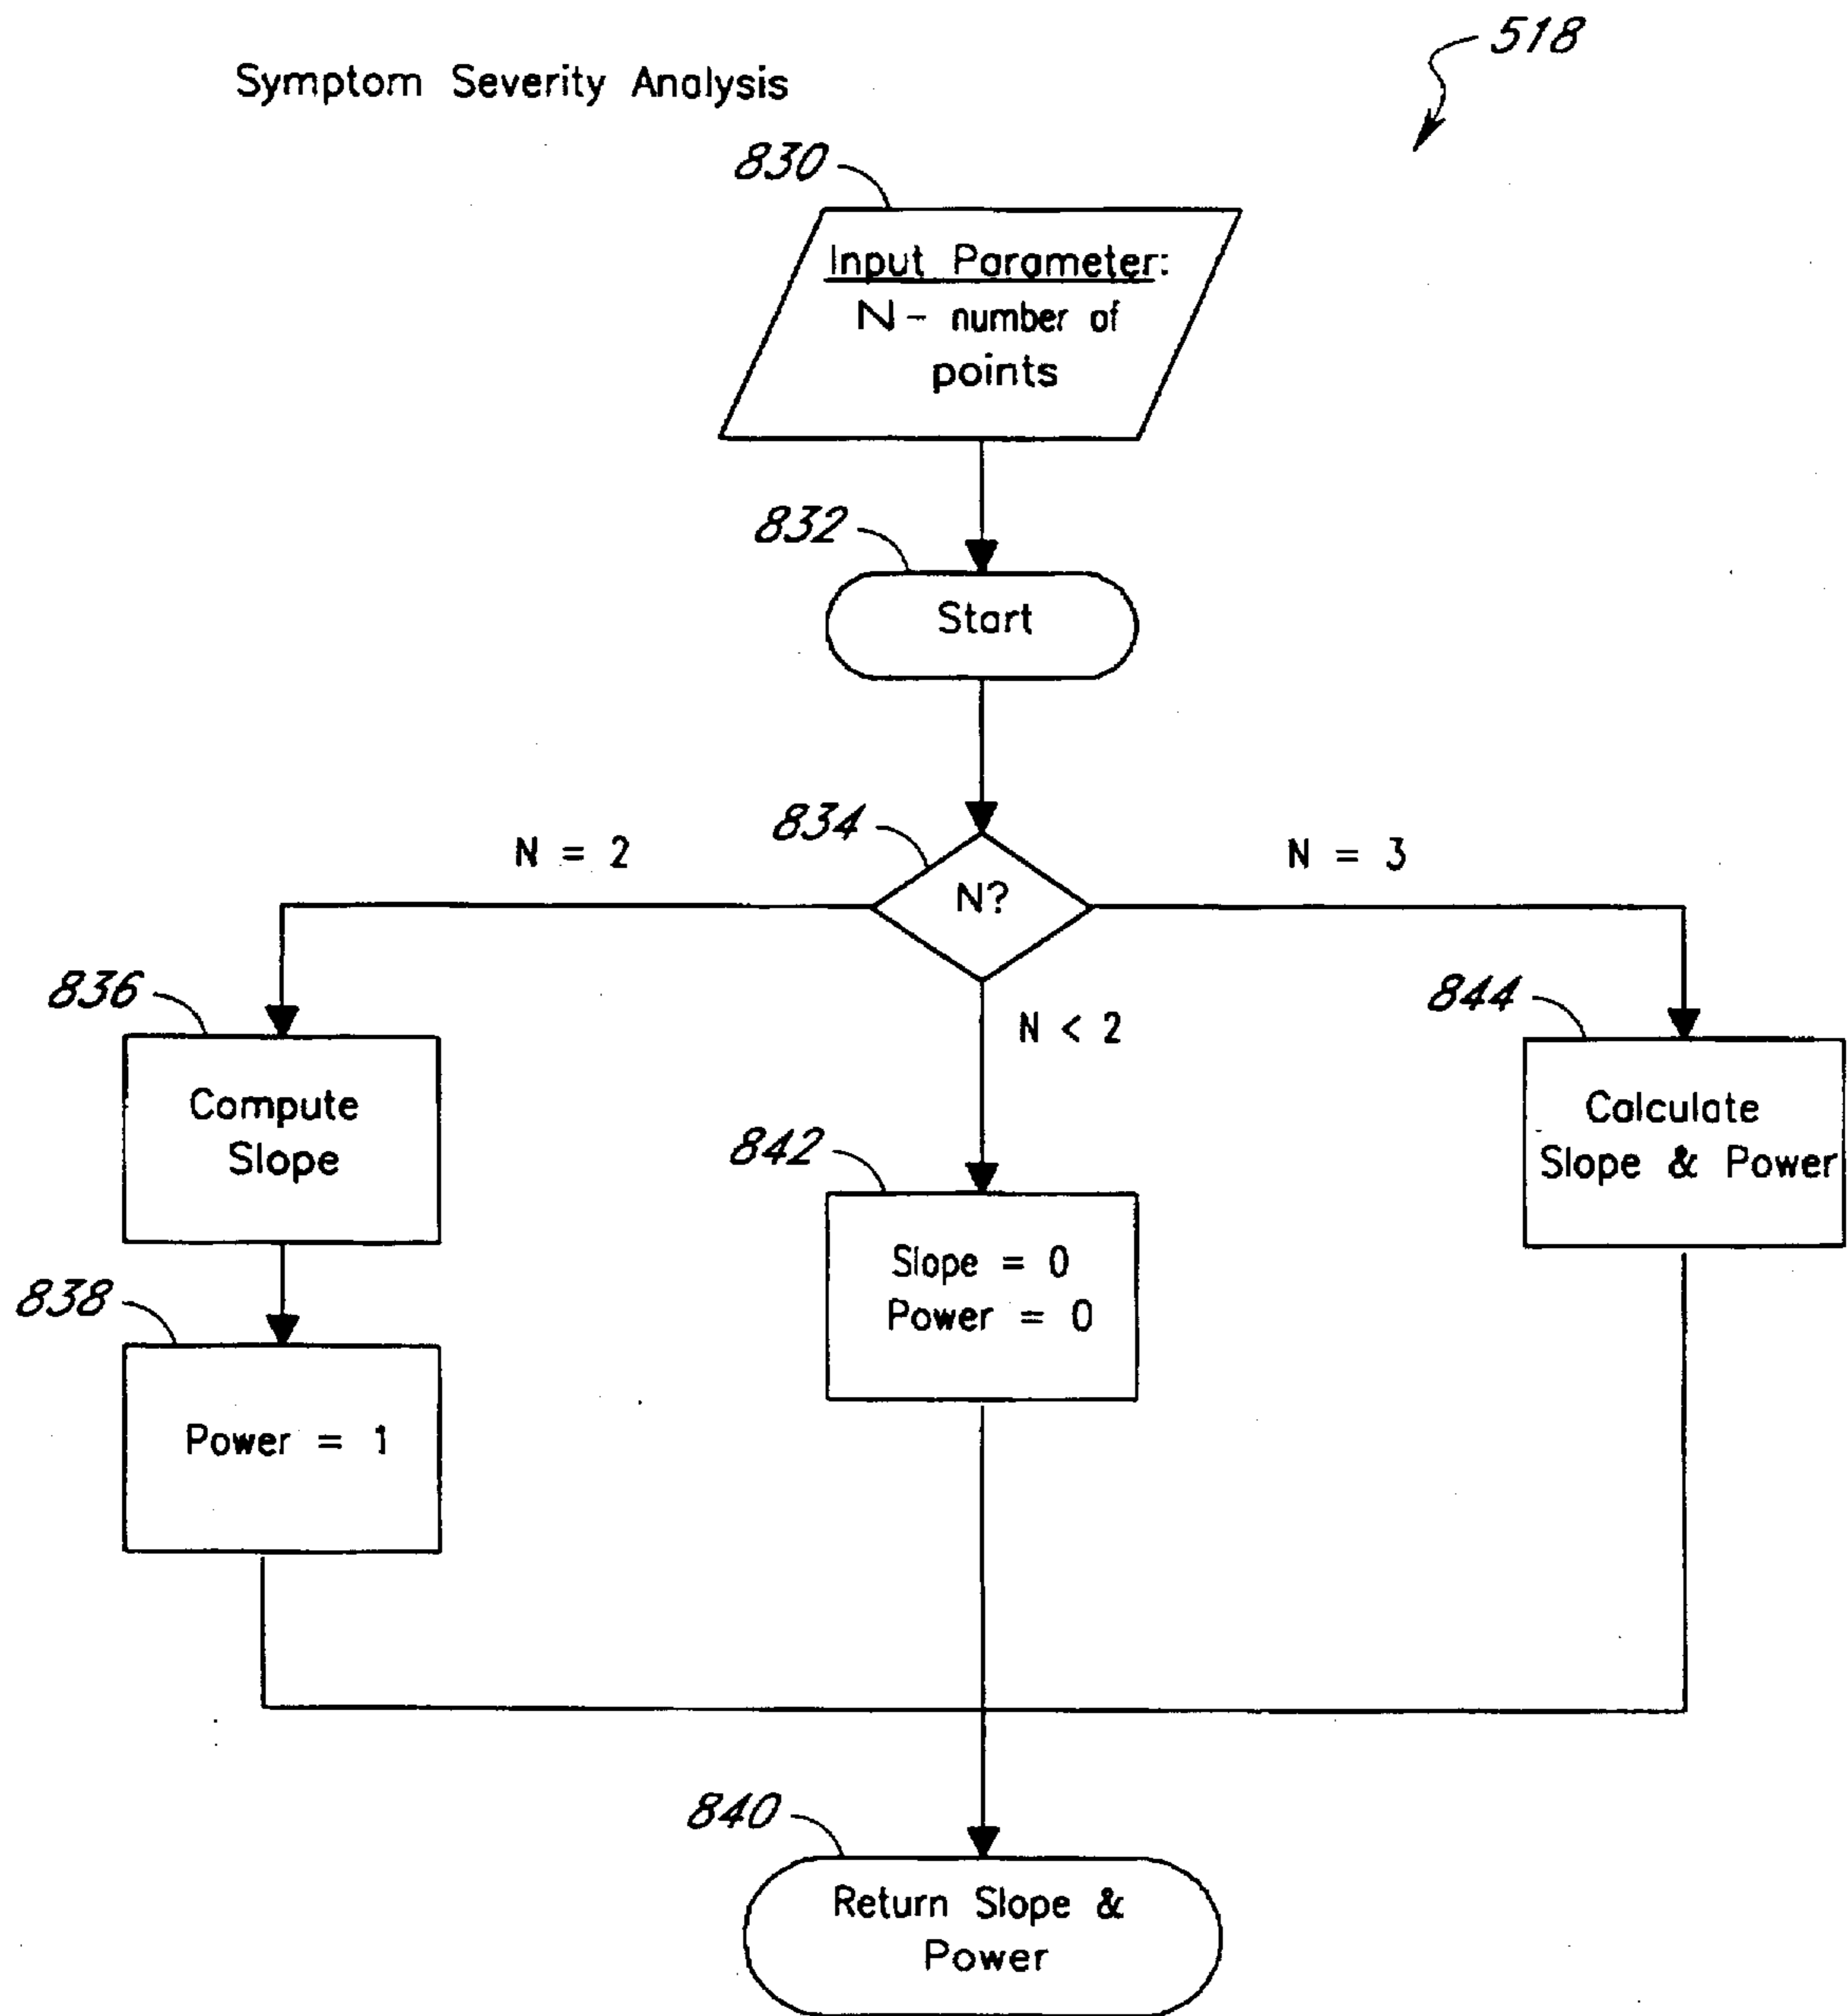 518
Symptom Severity Analysis
830
Input Parameter:
N - number of
points
832
Start
834
N = 2
N?
N = 3
836
N < 2
844
Compute
Slope
Calculate
Slope & Power
842
Slope = 0
Power = 0
838
Power = 1
840
Return Slope &
Power